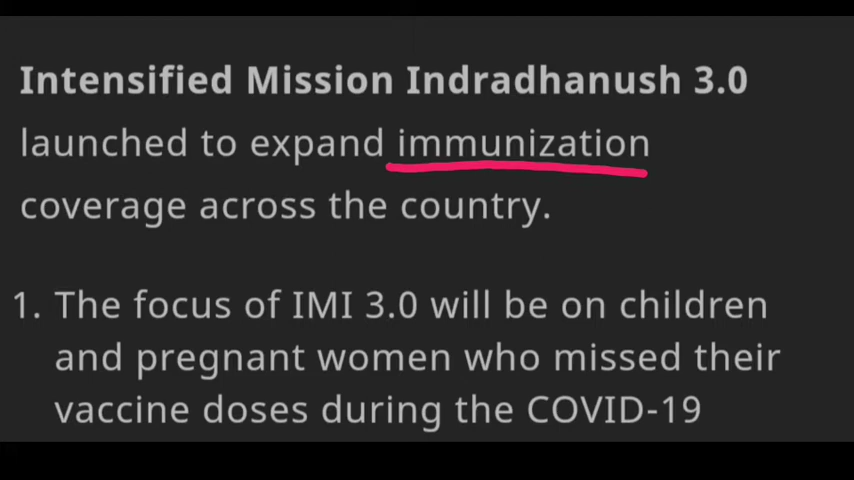 Intensified Mission Indradhanush 3.0
launched to expand immunization
coverage across the country.
1. The focus of IMI 3.0 will be on children
and pregnant women who missed their
vaccine doses during the COVID-19